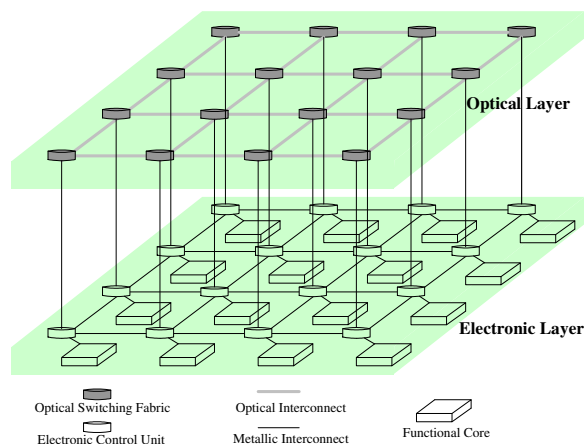 Optical Layer
Electronic Layer
Optical Switching Fabric
Optical Interconnect
Functional Core
Electronic Control Unit
Metallic Interconnect